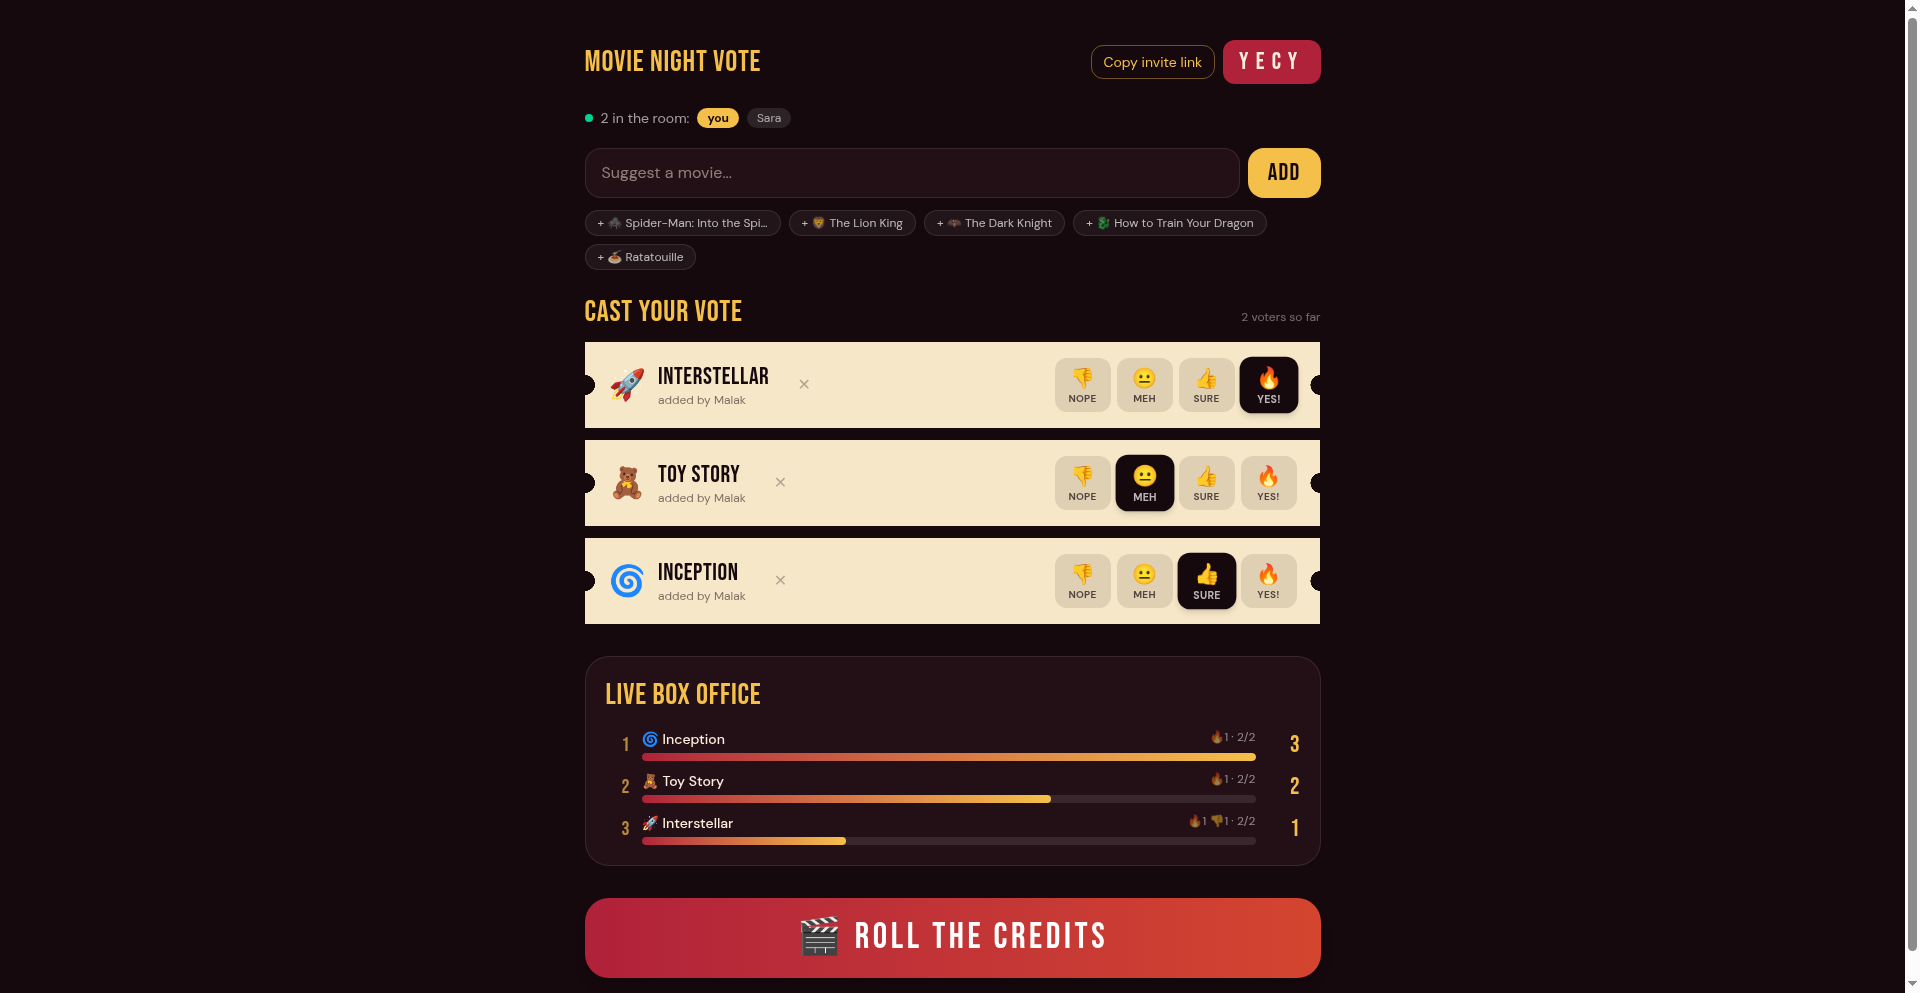 MOVIE NIGHT VOTE
Copy invite link
YECY
2 in the room: you Sara
Suggest a movie...
ADD
+ 🕷️ Spider-Man: Into the Spi...
+ 🦁 The Lion King
+ 🦇 The Dark Knight
+ 🐉 How to Train Your Dragon
+ 🍝 Ratatouille
CAST YOUR VOTE
2 voters so far
🚀 INTERSTELLAR ×
added by Malak
👎 NOPE 😐 MEH 👍 SURE 🔥 YES!
🧸 TOY STORY ×
added by Malak
👎 NOPE 😐 MEH 👍 SURE 🔥 YES!
🌀 INCEPTION ×
added by Malak
👎 NOPE 😐 MEH 👍 SURE 🔥 YES!
LIVE BOX OFFICE
1 🌀 Inception 🔥1 · 2/2 3
2 🧸 Toy Story 🔥1 · 2/2 2
3 🚀 Interstellar 🔥1 👎1 · 2/2 1
🎬 ROLL THE CREDITS